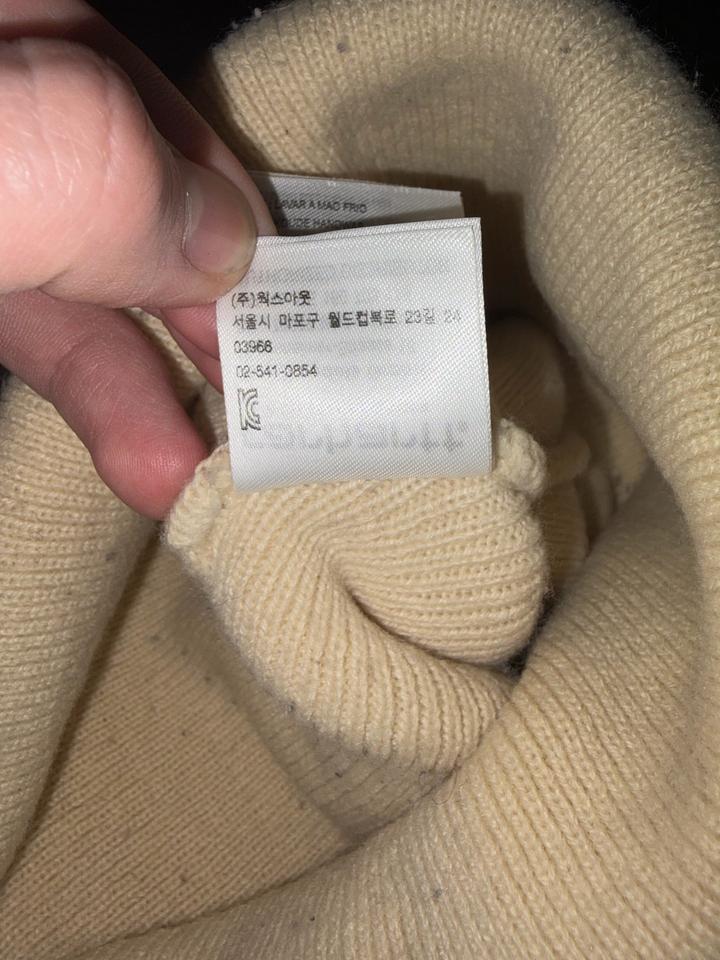 LAVAR A MAO FRIO
(주)웍스아웃
서울시 마포구 월드컵북로 23길 24
03966
02-541-0854